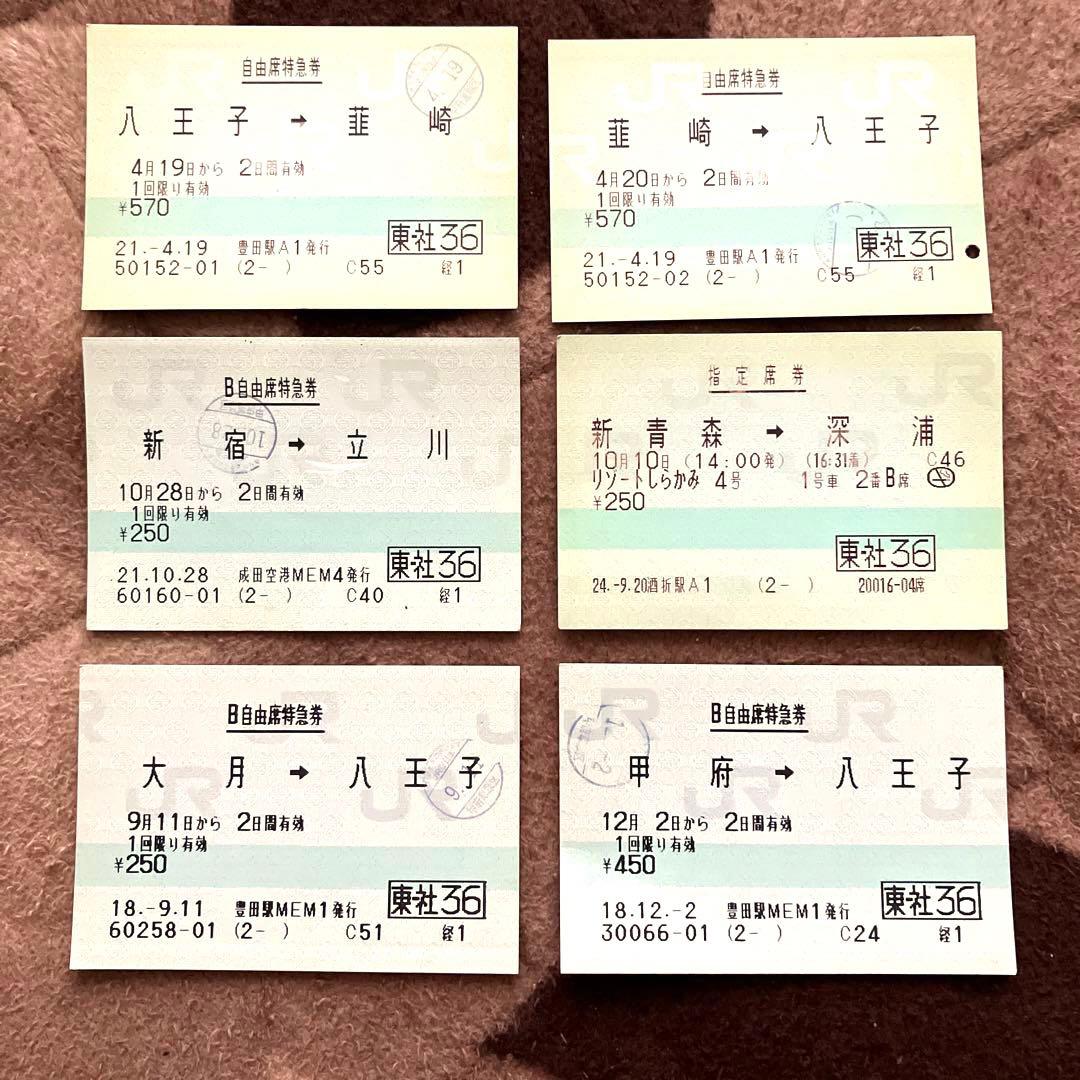 自由席特急券
八王子 → 韮崎
4.19
4月19日から 2日間有効
1回限り有効
¥570
東-社36
21.-4.19 豊田駅A1発行
50152-01 (2- ) C55 経1
自由席特急券
韮崎 → 八王子
4月20日から 2日間有効
1回限り有効
¥570
東-社36
21.-4.19 豊田駅A1発行
50152-02 (2- ) C55 経1
B自由席特急券
新宿 → 立川
10月28日から 2日間有効
1回限り有効
¥250
東-社36
21.10.28 成田空港MEM4発行
60160-01 (2- ) C40 経1
指定席券
新青森 → 深浦
10月10日 (14:00発) (16:31着) C46
リゾートしらかみ 4号 1号車 2番B席
¥250
東-社36
24.-9.20酒折駅A1 (2- ) 20016-04席
B自由席特急券
大月 → 八王子
9月11日から 2日間有効
1回限り有効
¥250
東-社36
18.-9.11 豊田駅MEM1発行
60258-01 (2- ) C51 経1
B自由席特急券
甲府 → 八王子
12月 2日から 2日間有効
1回限り有効
¥450
東-社36
18.12.-2 豊田駅MEM1発行
30066-01 (2- ) C24 経1